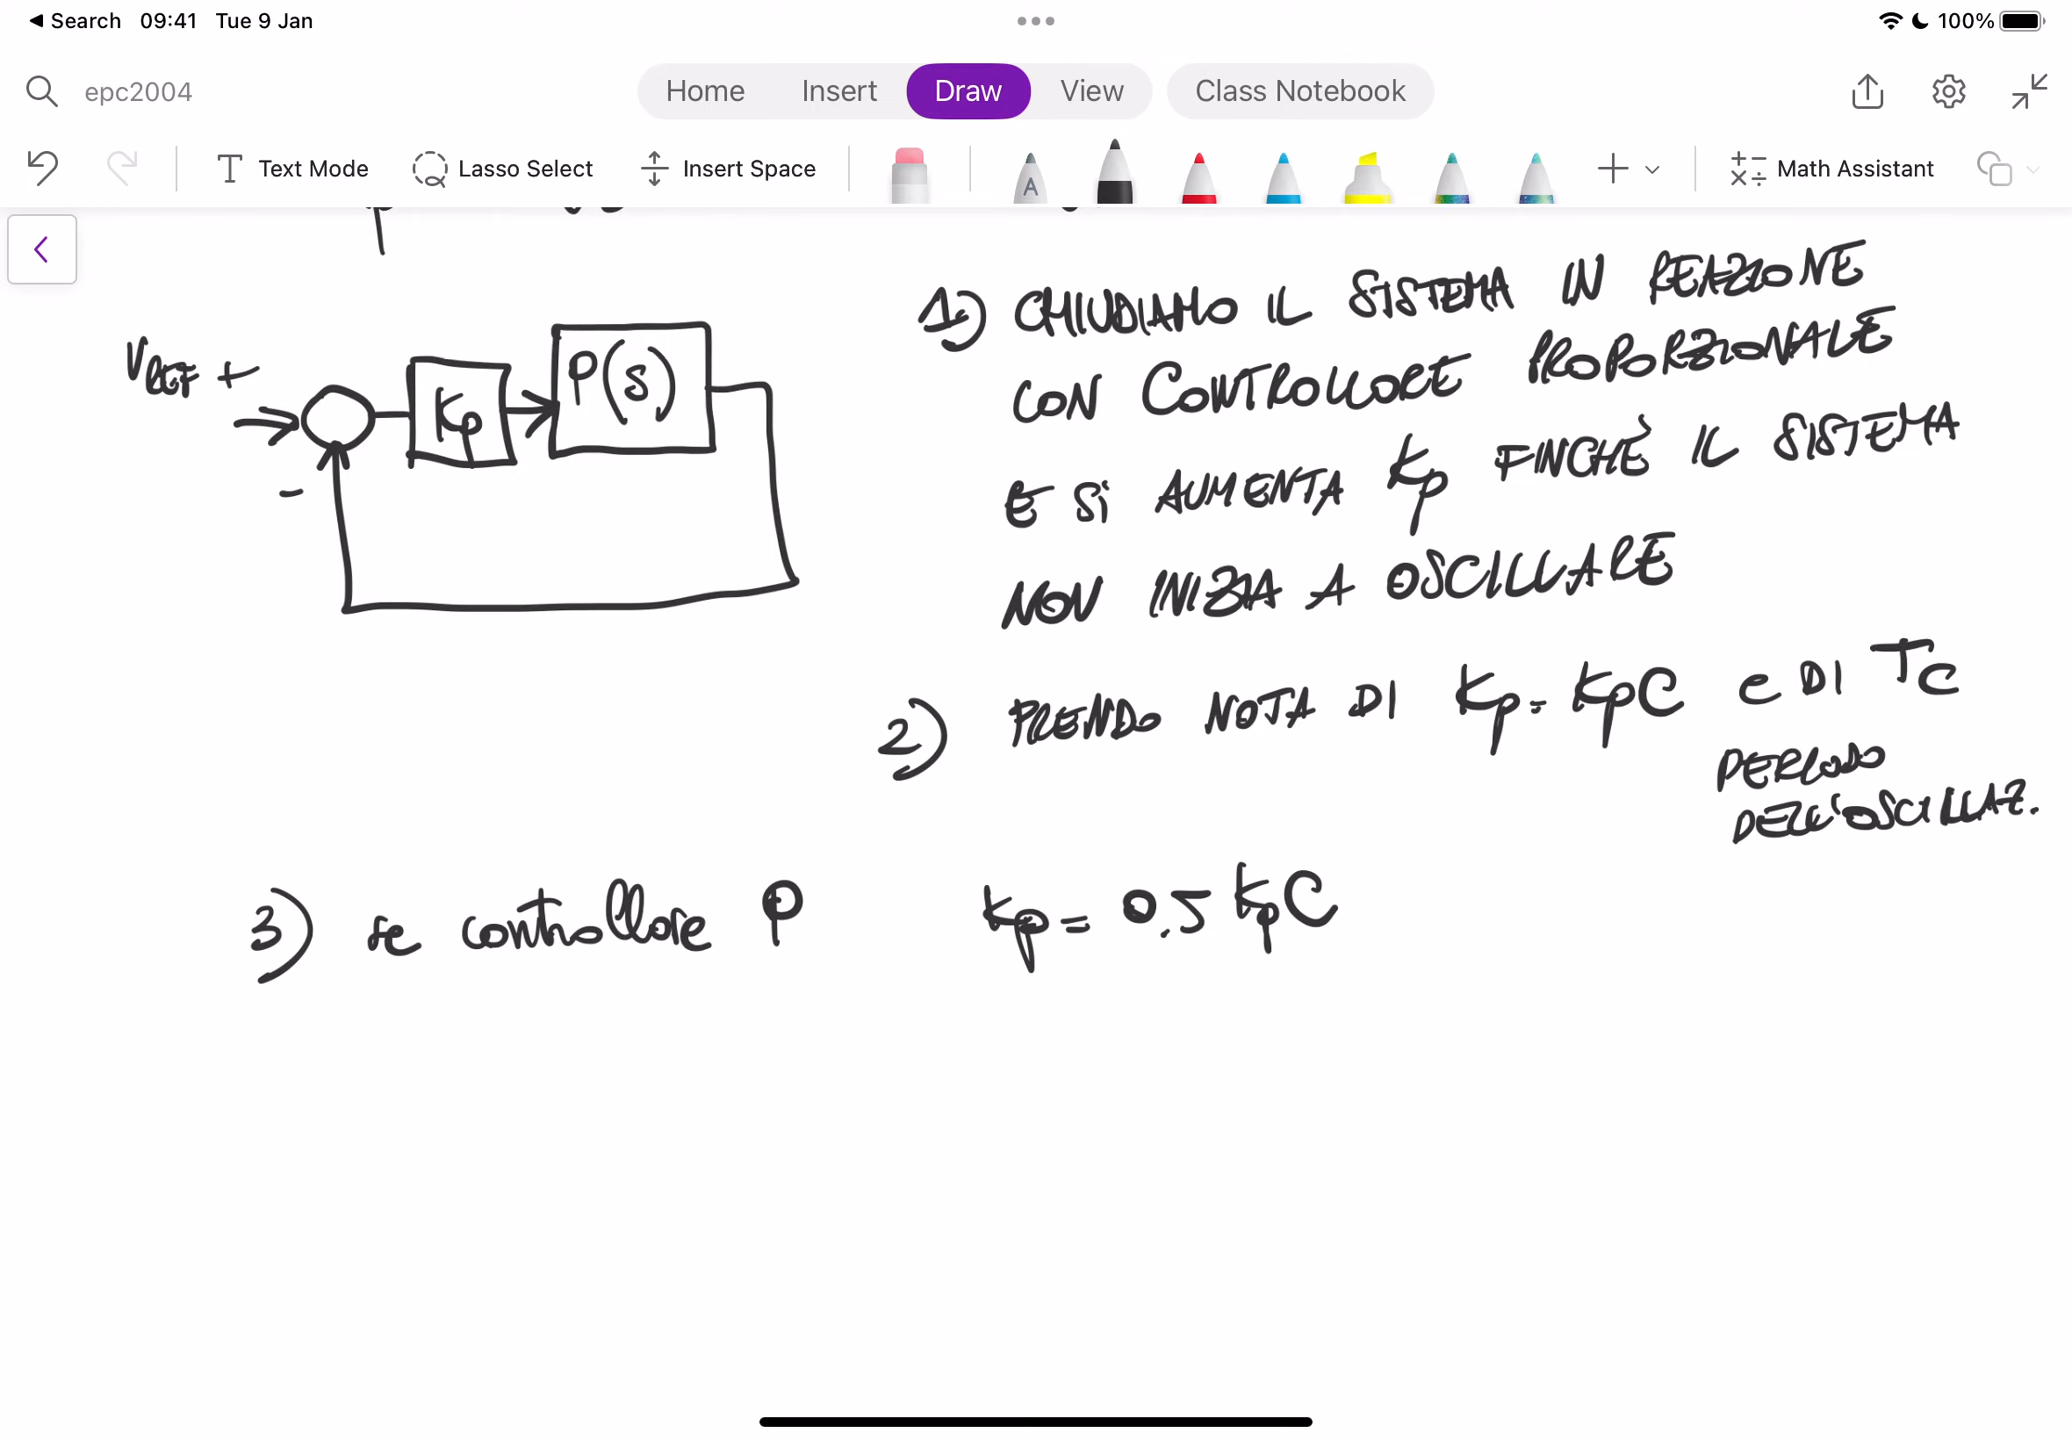 Search 09:41 Tue 9 Jan 100%
epc2004 Home Insert Draw View Class Notebook
Text Mode Lasso Select Insert Space A Math Assistant
VREF +
-
Kp
P(s)
1) CHIUDIAMO IL SISTEMA IN REAZIONE
CON CONTROLLORE PROPORZIONALE
E Si AUMENTA Kp FINCHÈ IL SISTEMA
NON INIZIA A OSCILLARE
2) PRENDO NOTA DI Kp = KpC e DI TC
PERIODO
DELL'OSCILLAZ.
3) se controllore P Kp = 0.5 KpC